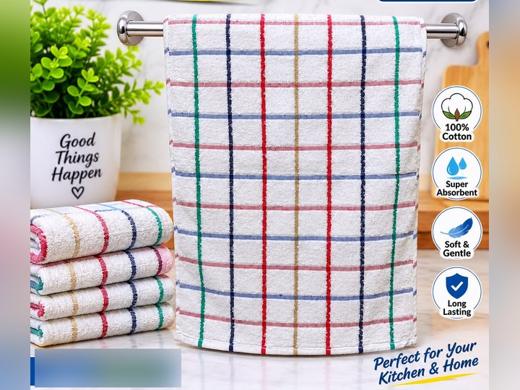 Good
Things
Happen
100%
Cotton
Super
Absorbent
Soft &
Gentle
Long
Lasting
Perfect for Your
Kitchen & Home